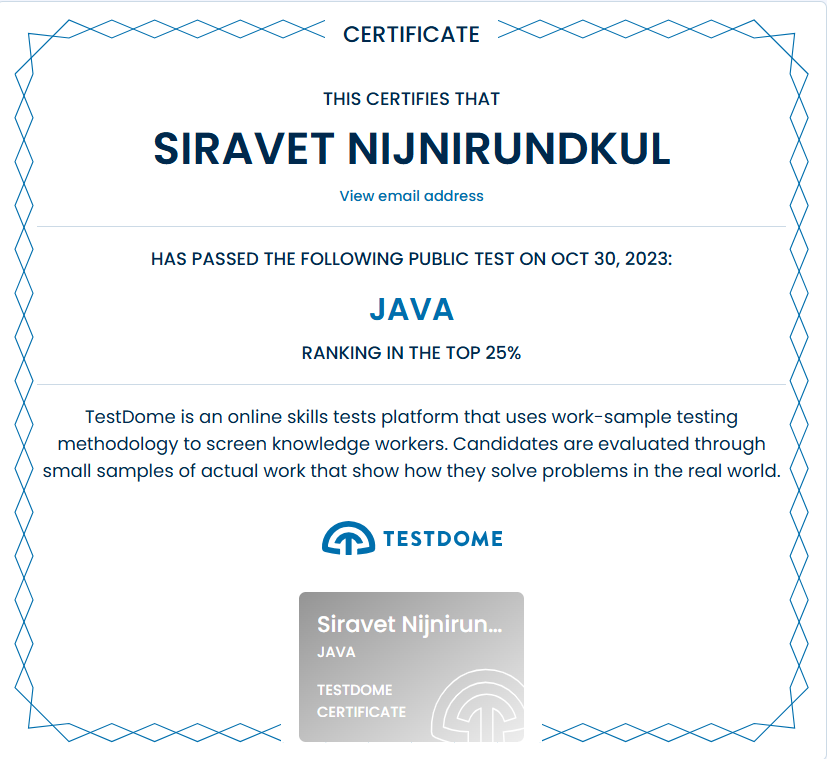 CERTIFICATE
THIS CERTIFIES THAT
SIRAVET NIJNIRUNDKUL
View email address
HAS PASSED THE FOLLOWING PUBLIC TEST ON OCT 30, 2023:
JAVA
RANKING IN THE TOP 25%
TestDome is an online skills tests platform that uses work-sample testing
methodology to screen knowledge workers. Candidates are evaluated through
small samples of actual work that show how they solve problems in the real world.
TESTDOME
Siravet Nijnirun...
JAVA
TESTDOME
CERTIFICATE